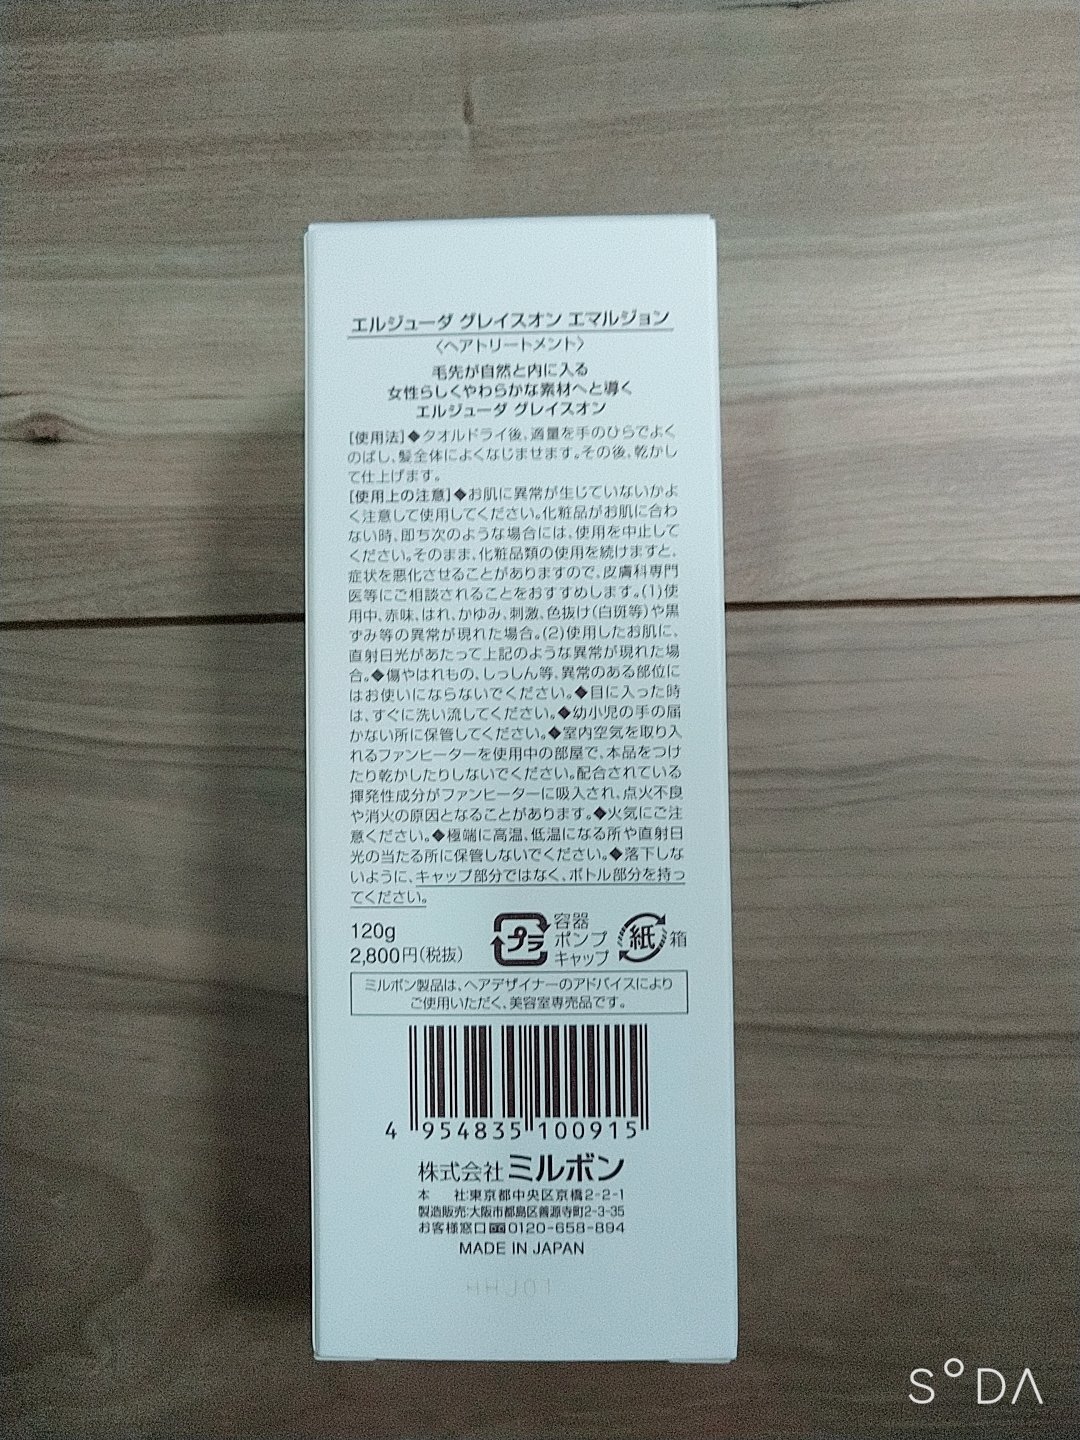 エルジューダ グレイスオン エマルジョン
〈ヘアトリートメント〉
毛先が自然と内に入る
女性らしくやわらかな素材へと導く
エルジューダ グレイスオン
[使用法]◆タオルドライ後、適量を手のひらでよく
のばし、髪全体によくなじませます。その後、乾かし
て仕上げます。
[使用上の注意]◆お肌に異常が生じていないかよ
く注意して使用してください。化粧品がお肌に合わ
ない時、即ち次のような場合には、使用を中止して
ください。そのまま、化粧品類の使用を続けますと、
症状を悪化させることがありますので、皮膚科専門
医等にご相談されることをおすすめします。(1)使
用中、赤味、はれ、かゆみ、刺激、色抜け(白斑等)や黒
ずみ等の異常が現れた場合。(2)使用したお肌に、
直射日光があたって上記のような異常が現れた場
合。◆傷やはれもの、しっしん等、異常のある部位に
はお使いにならないでください。◆目に入った時
は、すぐに洗い流してください。◆幼小児の手の届
かない所に保管してください。◆室内空気を取り入
れるファンヒーターを使用中の部屋で、本品をつけ
たり乾かしたりしないでください。配合されている
揮発性成分がファンヒーターに吸入され、点火不良
や消火の原因となることがあります。◆火気にご注
意ください。◆極端に高温、低温になる所や直射日
光の当たる所に保管しないでください。◆落下しな
いように、キャップ部分ではなく、ボトル部分を持っ
てください。
120g
2,800円(税抜)
プラ
容器
ポンプ
キャップ
紙
箱
ミルボン製品は、ヘアデザイナーのアドバイスにより
ご使用いただく、美容室専売品です。
4 954835 100915
株式会社 ミルボン
本 社:東京都中央区京橋2-2-1
製造販売:大阪市都島区善源寺町2-3-35
お客様窓口 0120-658-894
MADE IN JAPAN
HHJ01
SODA